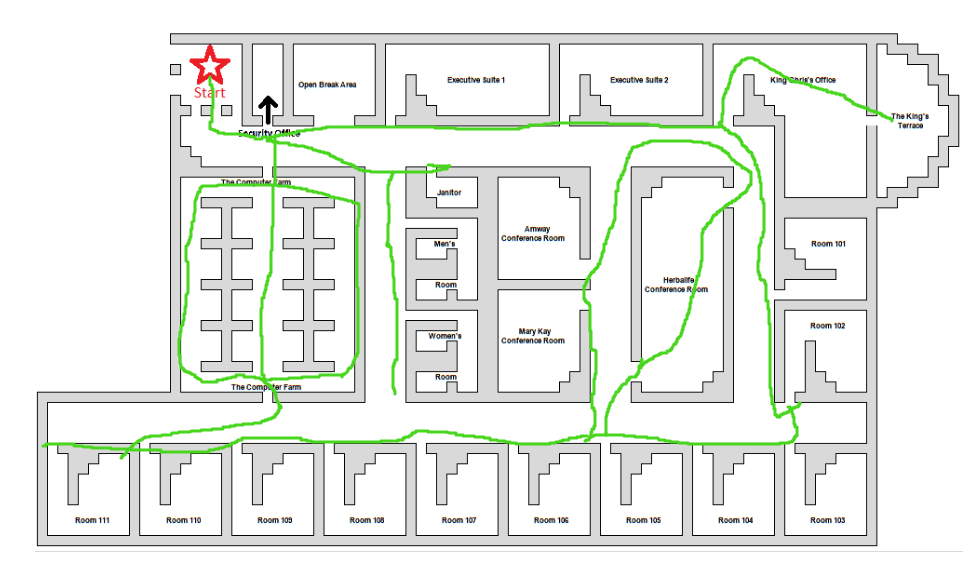 Start
Open Break Area
Executive Suite 1
Executive Suite 2
King Chris's Office
The King's
Terrace
Security Office
The Computer Farm
Janitor
Men's
Room
Amway
Conference Room
Room 101
Herbalife
Conference Room
Women's
Room
Mary Kay
Conference Room
Room 102
The Computer Farm
Room 111
Room 110
Room 109
Room 108
Room 107
Room 106
Room 105
Room 104
Room 103